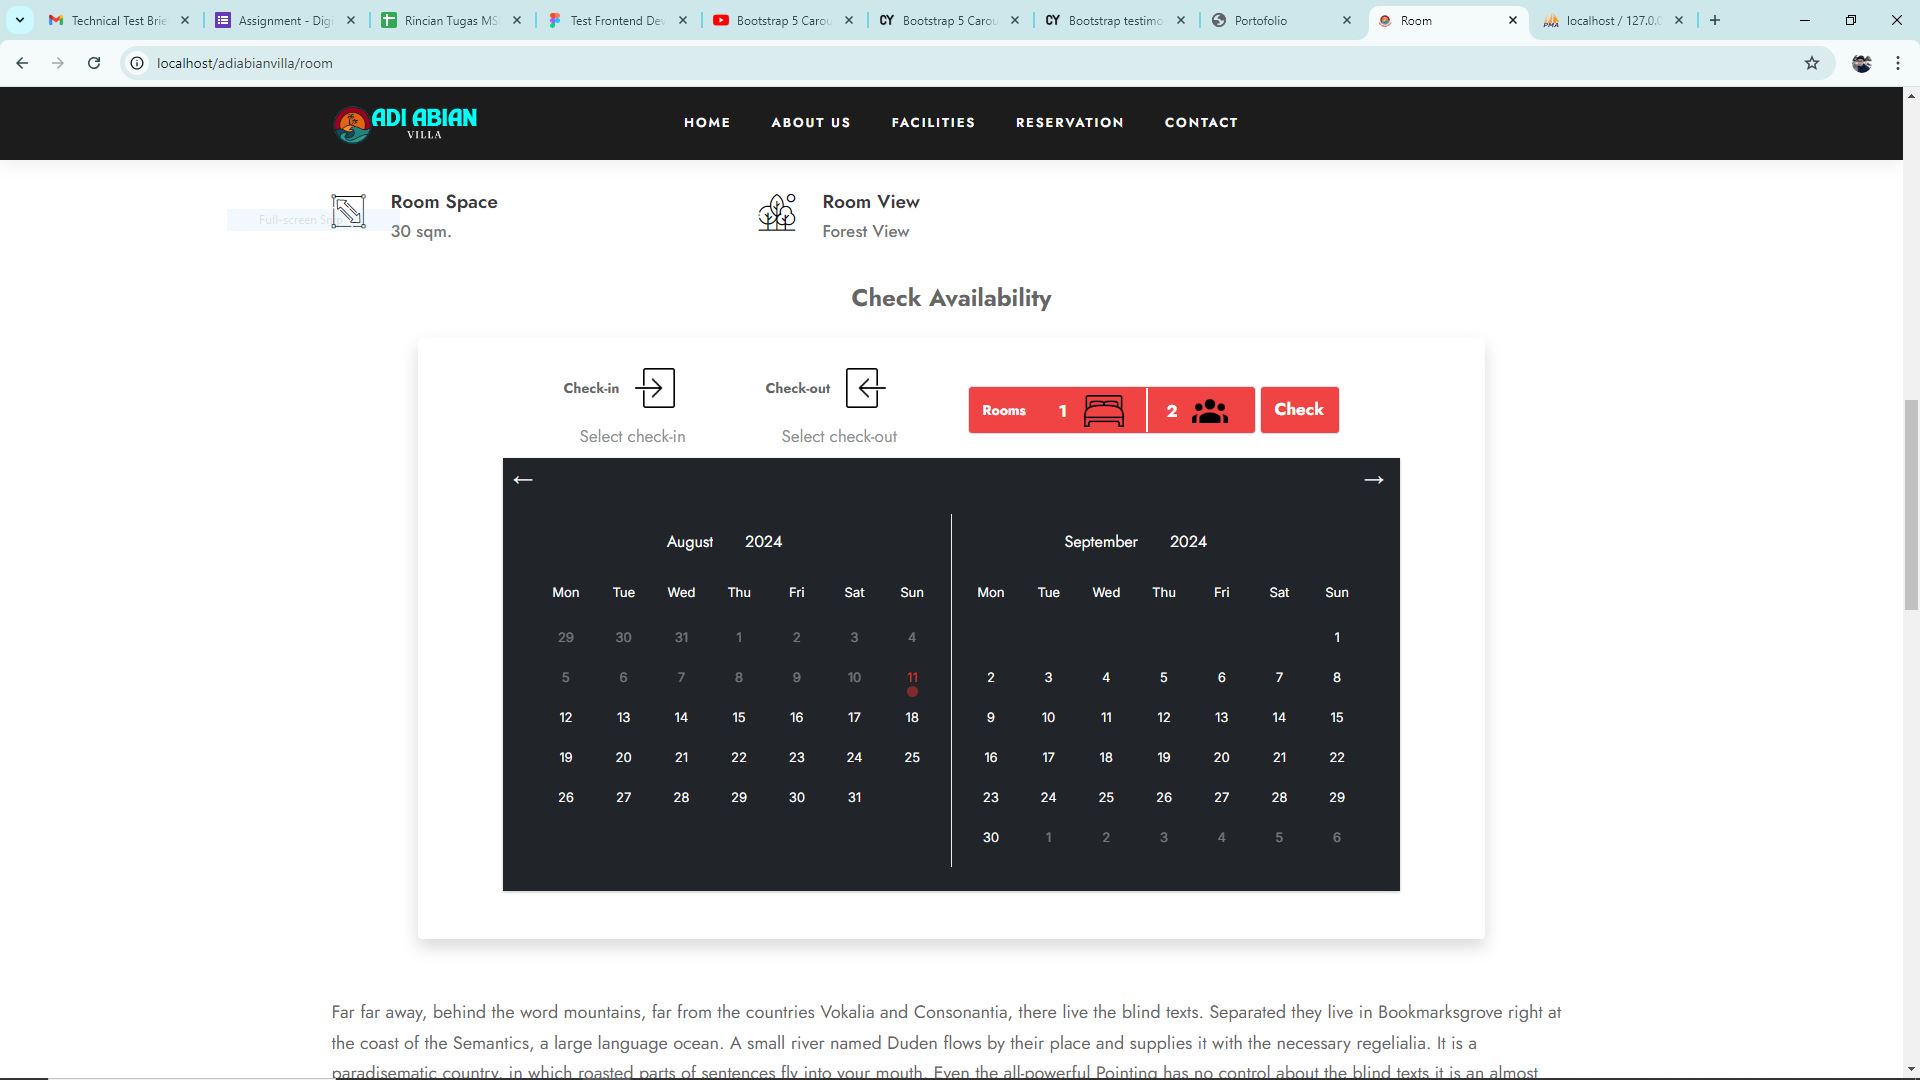 Technical Test Brie
Assignment - Digi
Rincian Tugas MS
Test Frontend Dev
Bootstrap 5 Carou
CY Bootstrap 5 Carou
CY Bootstrap testimo
Portofolio
Room
PMA localhost / 127.0.0
localhost/adiabianvilla/room
ADI ABIAN
VILLA
HOME ABOUT US FACILITIES RESERVATION CONTACT
Room Space Room View
Full-screen Snip
30 sqm. Forest View
Check Availability
Check-in Check-out
Rooms 1 2 Check
Select check-in Select check-out
August 2024 September 2024
Mon Tue Wed Thu Fri Sat Sun Mon Tue Wed Thu Fri Sat Sun
29 30 31 1 2 3 4 1
5 6 7 8 9 10 11 2 3 4 5 6 7 8
12 13 14 15 16 17 18 9 10 11 12 13 14 15
19 20 21 22 23 24 25 16 17 18 19 20 21 22
26 27 28 29 30 31 23 24 25 26 27 28 29
30 1 2 3 4 5 6
Far far away, behind the word mountains, far from the countries Vokalia and Consonantia, there live the blind texts. Separated they live in Bookmarksgrove right at
the coast of the Semantics, a large language ocean. A small river named Duden flows by their place and supplies it with the necessary regelialia. It is a
paradisematic country, in which roasted parts of sentences fly into your mouth. Even the all-powerful Pointing has no control about the blind texts it is an almost